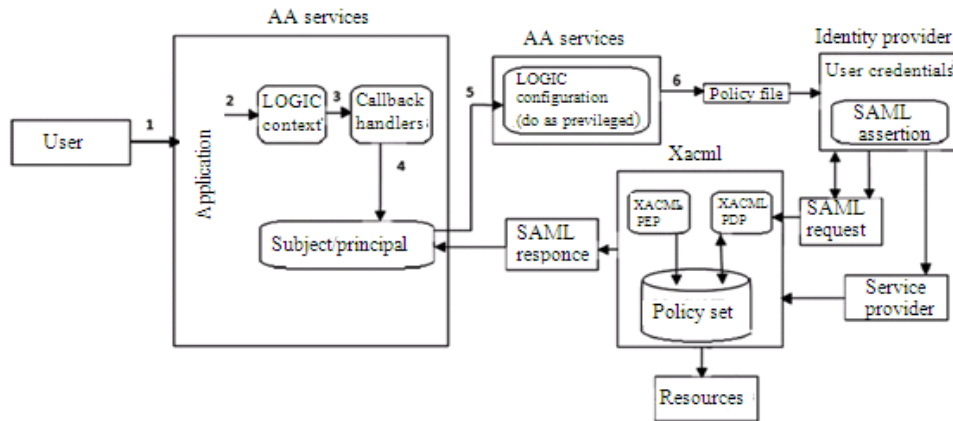 AA services
AA services
Identity provider
User
1
Application
2
LOGIC
context
3
Callback
handlers
4
Subject/principal
5
LOGIC
configuration
(do as previleged)
6
Policy file
User credentials
SAML
assertion
Xacml
XACML
PEP
XACML
PDP
Policy set
SAML
request
SAML
responce
Service
provider
Resources